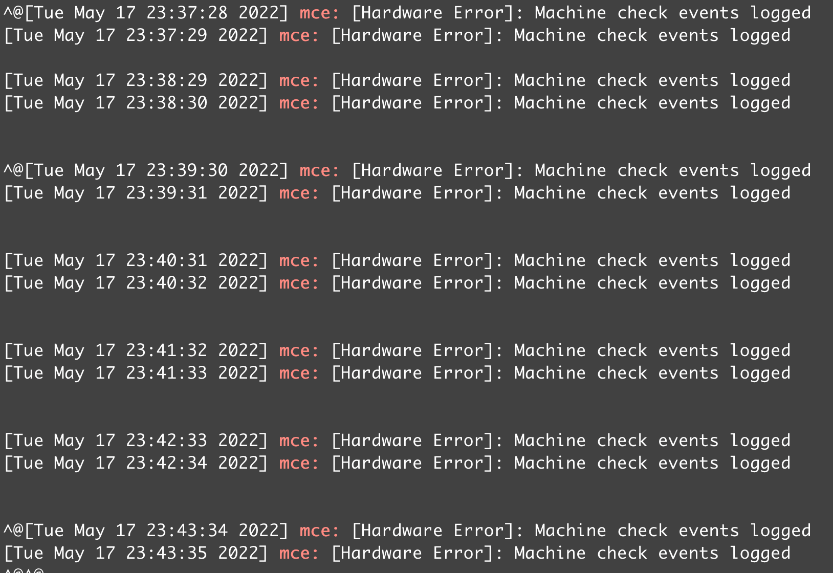 ^@[Tue May 17 23:37:28 2022] mce: [Hardware Error]: Machine check events logged
[Tue May 17 23:37:29 2022] mce: [Hardware Error]: Machine check events logged
[Tue May 17 23:38:29 2022] mce: [Hardware Error]: Machine check events logged
[Tue May 17 23:38:30 2022] mce: [Hardware Error]: Machine check events logged
^@[Tue May 17 23:39:30 2022] mce: [Hardware Error]: Machine check events logged
[Tue May 17 23:39:31 2022] mce: [Hardware Error]: Machine check events logged
[Tue May 17 23:40:31 2022] mce: [Hardware Error]: Machine check events logged
[Tue May 17 23:40:32 2022] mce: [Hardware Error]: Machine check events logged
[Tue May 17 23:41:32 2022] mce: [Hardware Error]: Machine check events logged
[Tue May 17 23:41:33 2022] mce: [Hardware Error]: Machine check events logged
[Tue May 17 23:42:33 2022] mce: [Hardware Error]: Machine check events logged
[Tue May 17 23:42:34 2022] mce: [Hardware Error]: Machine check events logged
^@[Tue May 17 23:43:34 2022] mce: [Hardware Error]: Machine check events logged
[Tue May 17 23:43:35 2022] mce: [Hardware Error]: Machine check events logged
^@^@